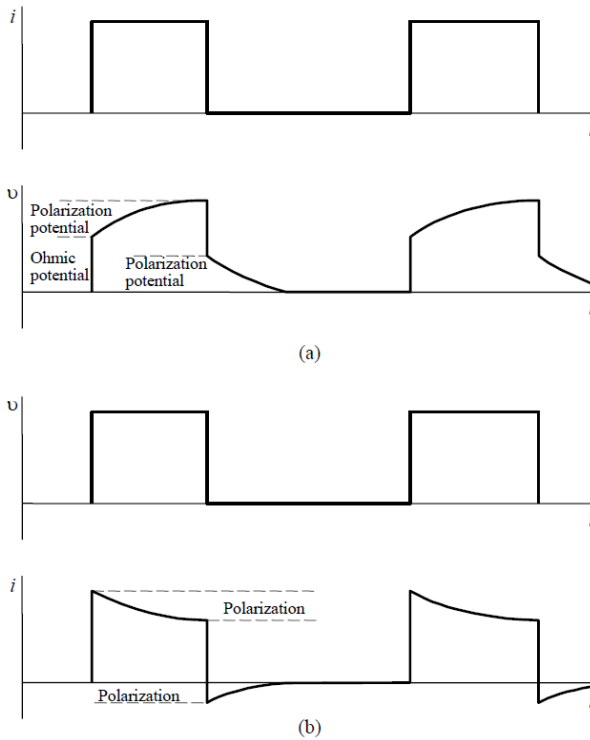 i
υ
Polarization
potential
Ohmic
potential
Polarization
potential
(a)
υ
i
Polarization
Polarization
(b)